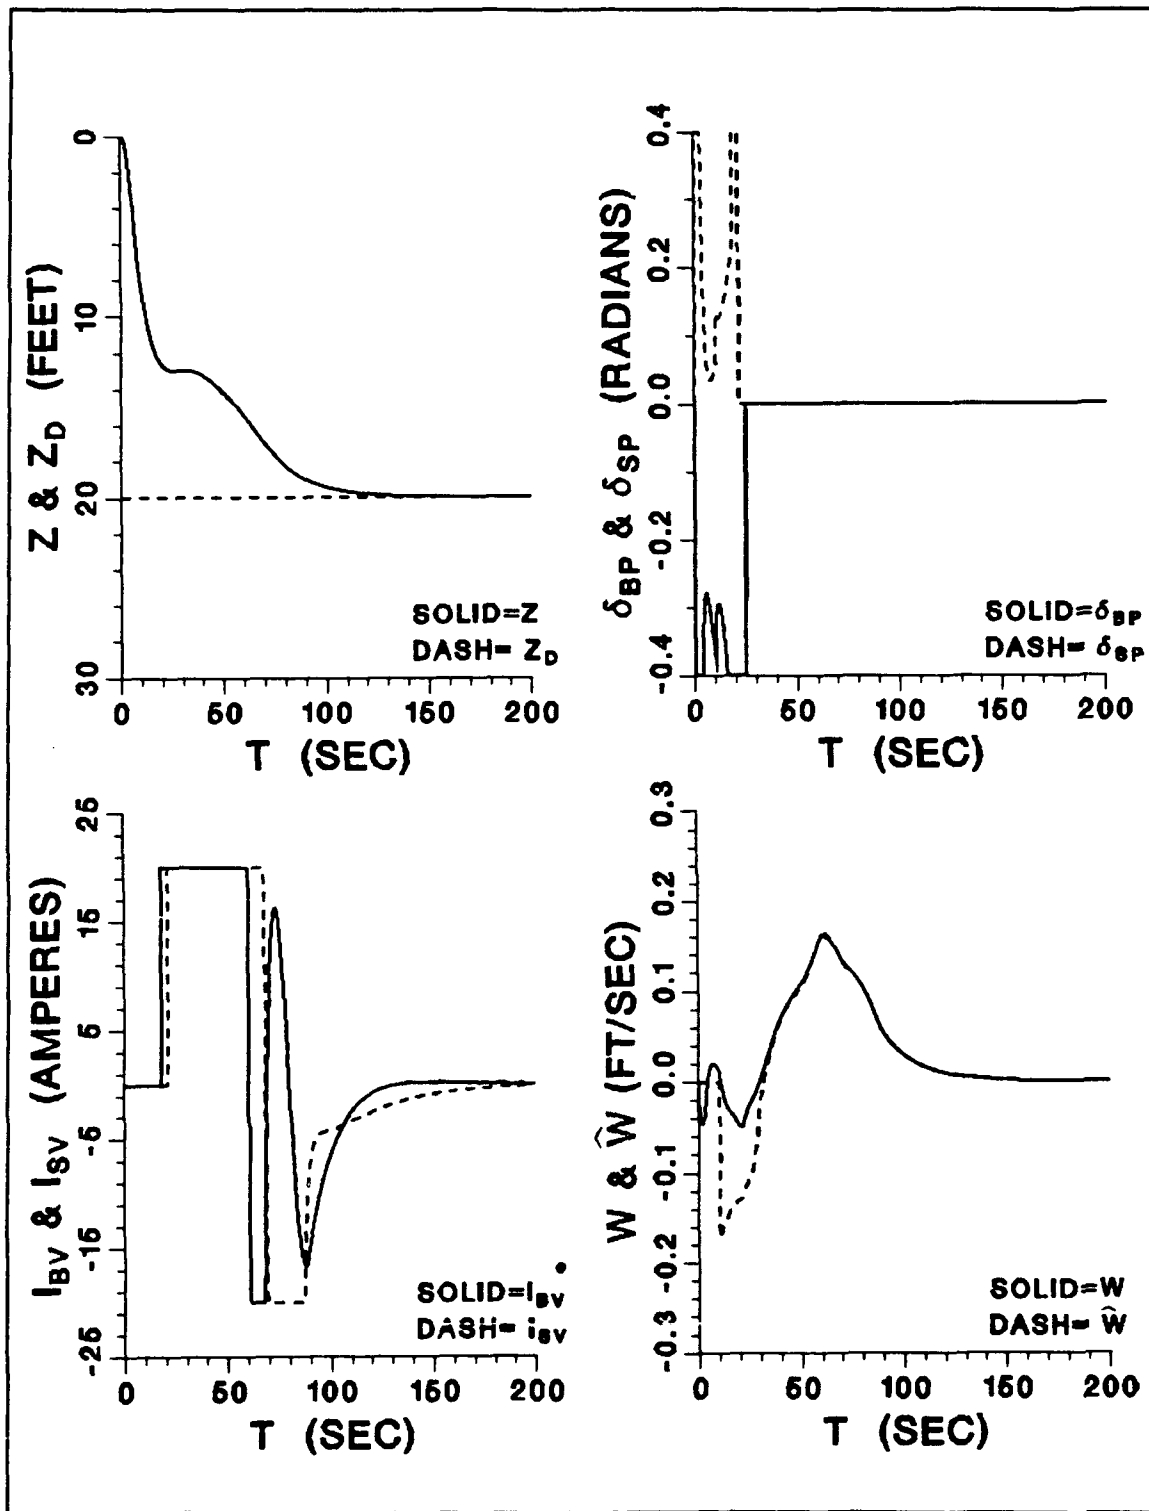 Z & Z_D (FEET)
0
10
20
30
0 50 100 150 200
T (SEC)
SOLID=Z
DASH= Z_D
δ_BP & δ_SP (RADIANS)
0.4
0.2
0.0
-0.2
-0.4
0 50 100 150 200
T (SEC)
SOLID=δ_BP
DASH= δ_SP
I_BV & I_SV (AMPERES)
25
15
5
-5
-15
-25
0 50 100 150 200
T (SEC)
SOLID=I_BV
DASH= i_SV
W & Ŵ (FT/SEC)
0.3
0.2
0.1
0.0
-0.1
-0.2
-0.3
0 50 100 150 200
T (SEC)
SOLID=W
DASH= Ŵ